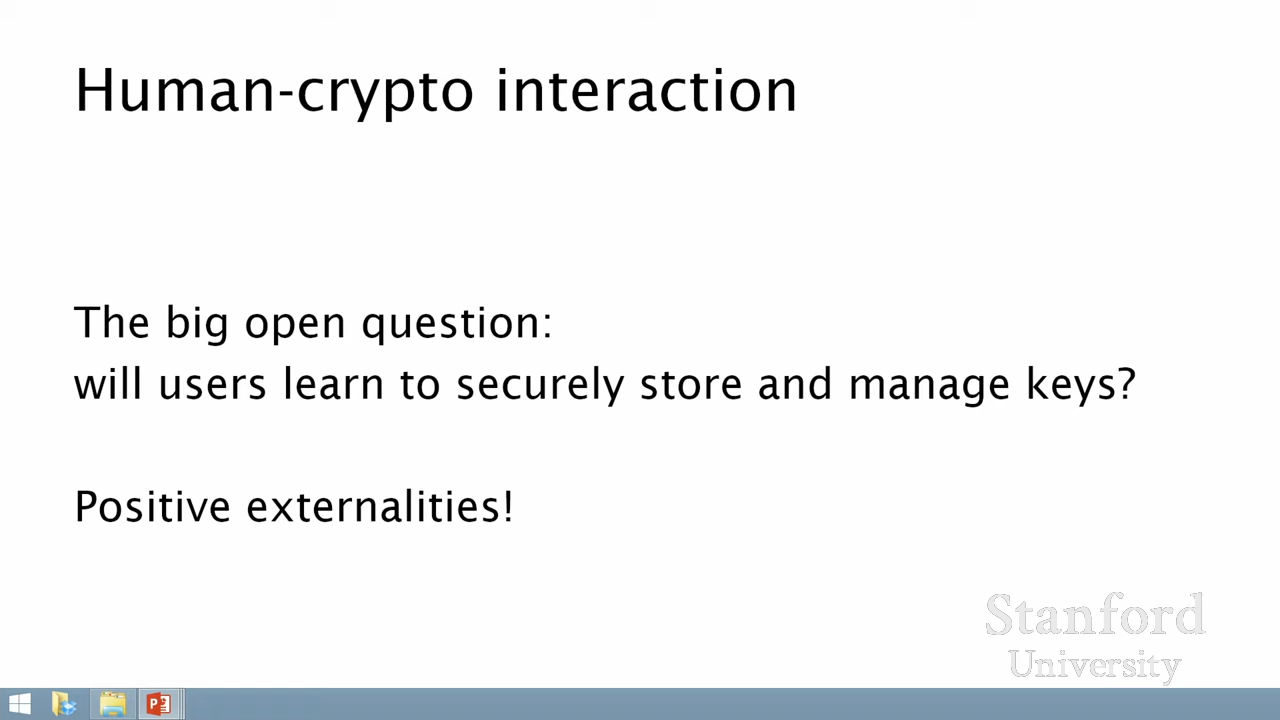 Human-crypto interaction
The big open question:
will users learn to securely store and manage keys?
Positive externalities!
Stanford
University